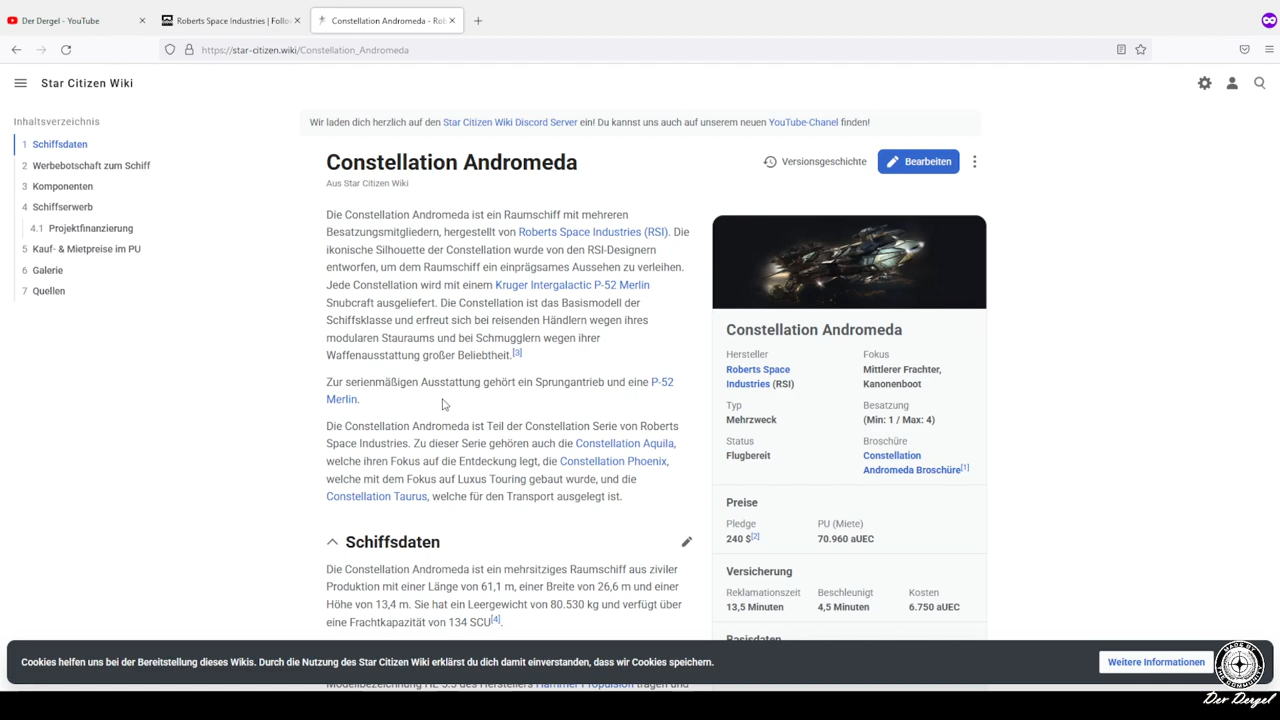 Der Dergel - YouTube
Roberts Space Industries | Follo
Constellation Andromeda - Rob
https://star-citizen.wiki/Constellation_Andromeda
Star Citizen Wiki
Inhaltsverzeichnis
1 Schiffsdaten
2 Werbebotschaft zum Schiff
3 Komponenten
4 Schiffserwerb
4.1 Projektfinanzierung
5 Kauf- & Mietpreise im PU
6 Galerie
7 Quellen
Wir laden dich herzlich auf den Star Citizen Wiki Discord Server ein! Du kannst uns auch auf unserem neuen YouTube-Chanel finden!
Constellation Andromeda
Aus Star Citizen Wiki
Versionsgeschichte
Bearbeiten
Die Constellation Andromeda ist ein Raumschiff mit mehreren
Besatzungsmitgliedern, hergestellt von Roberts Space Industries (RSI). Die
ikonische Silhouette der Constellation wurde von den RSI-Designern
entworfen, um dem Raumschiff ein einprägsames Aussehen zu verleihen.
Jede Constellation wird mit einem Kruger Intergalactic P-52 Merlin
Snubcraft ausgeliefert. Die Constellation ist das Basismodell der
Schiffsklasse und erfreut sich bei reisenden Händlern wegen ihres
modularen Stauraums und bei Schmugglern wegen ihrer
Waffenausstattung großer Beliebtheit.[3]
Zur serienmäßigen Ausstattung gehört ein Sprungantrieb und eine P-52
Merlin.
Die Constellation Andromeda ist Teil der Constellation Serie von Roberts
Space Industries. Zu dieser Serie gehören auch die Constellation Aquila,
welche ihren Fokus auf die Entdeckung legt, die Constellation Phoenix,
welche mit dem Fokus auf Luxus Touring gebaut wurde, und die
Constellation Taurus, welche für den Transport ausgelegt ist.
Schiffsdaten
Die Constellation Andromeda ist ein mehrsitziges Raumschiff aus ziviler
Produktion mit einer Länge von 61,1 m, einer Breite von 26,6 m und einer
Höhe von 13,4 m. Sie hat ein Leergewicht von 80.530 kg und verfügt über
eine Frachtkapazität von 134 SCU[4].
Constellation Andromeda
Hersteller
Roberts Space
Industries (RSI)
Fokus
Mittlerer Frachter,
Kanonenboot
Typ
Mehrzweck
Besatzung
(Min: 1 / Max: 4)
Status
Flugbereit
Broschüre
Constellation
Andromeda Broschüre[1]
Preise
Pledge
240 $[2]
PU (Miete)
70.960 aUEC
Versicherung
Reklamationszeit
13,5 Minuten
Beschleunigt
4,5 Minuten
Kosten
6.750 aUEC
Basisdaten
Cookies helfen uns bei der Bereitstellung dieses Wikis. Durch die Nutzung des Star Citizen Wiki erklärst du dich damit einverstanden, dass wir Cookies speichern.
Weitere Informationen
Modellbezeichnung HE 5.3 des Herstellers Hammer Propulsion tragen und
Der Dergel